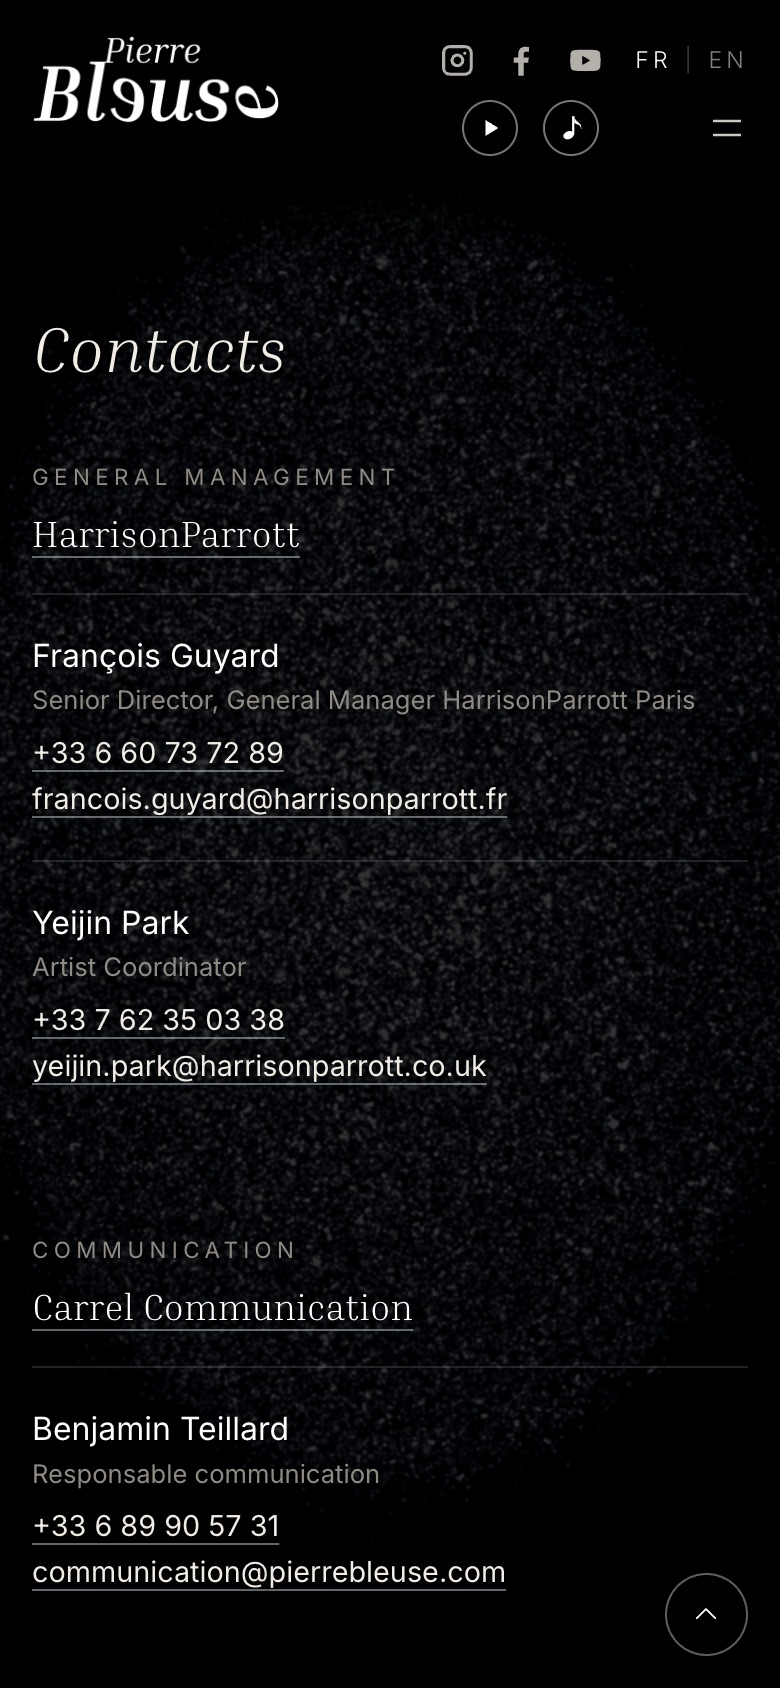 Pierre
Bleuse
FR | EN
Contacts
GENERAL MANAGEMENT
HarrisonParrott
François Guyard
Senior Director, General Manager HarrisonParrott Paris
+33 6 60 73 72 89
francois.guyard@harrisonparrott.fr
Yeijin Park
Artist Coordinator
+33 7 62 35 03 38
yeijin.park@harrisonparrott.co.uk
COMMUNICATION
Carrel Communication
Benjamin Teillard
Responsable communication
+33 6 89 90 57 31
communication@pierrebleuse.com